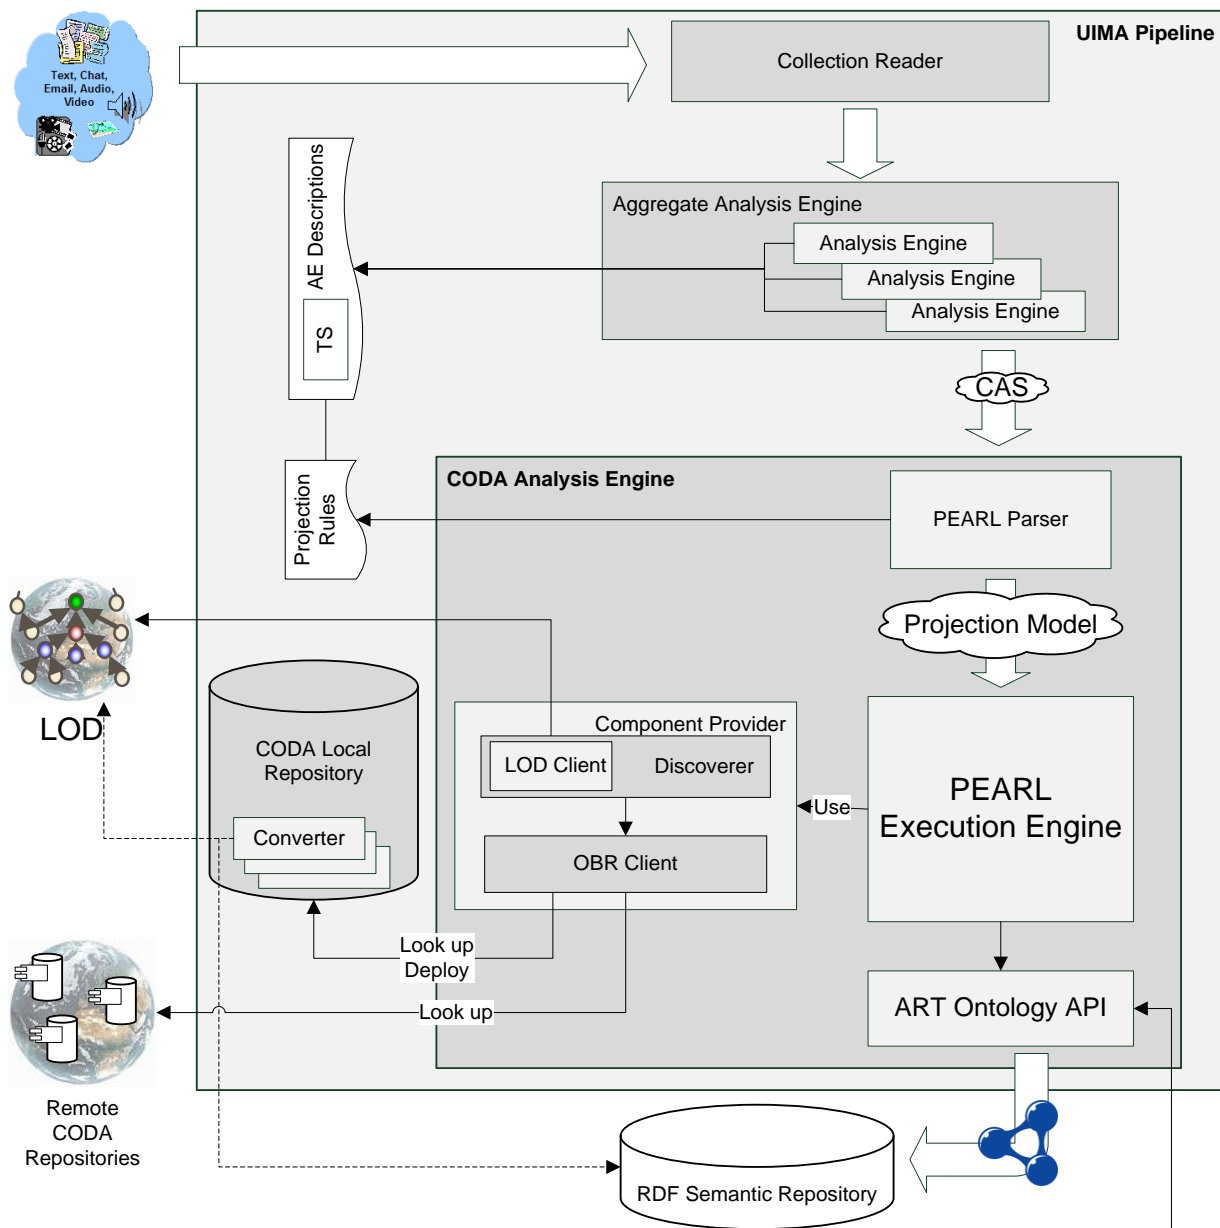 UIMA Pipeline
Text, Chat,
Email, Audio,
Video
Collection Reader
AE Descriptions
TS
Aggregate Analysis Engine
Analysis Engine
Analysis Engine
Analysis Engine
CAS
Projection
Rules
CODA Analysis Engine
PEARL Parser
Projection Model
LOD
CODA Local
Repository
Converter
Component Provider
LOD Client
Discoverer
OBR Client
Use
PEARL
Execution Engine
Look up
Deploy
Look up
ART Ontology API
Remote
CODA
Repositories
RDF Semantic Repository